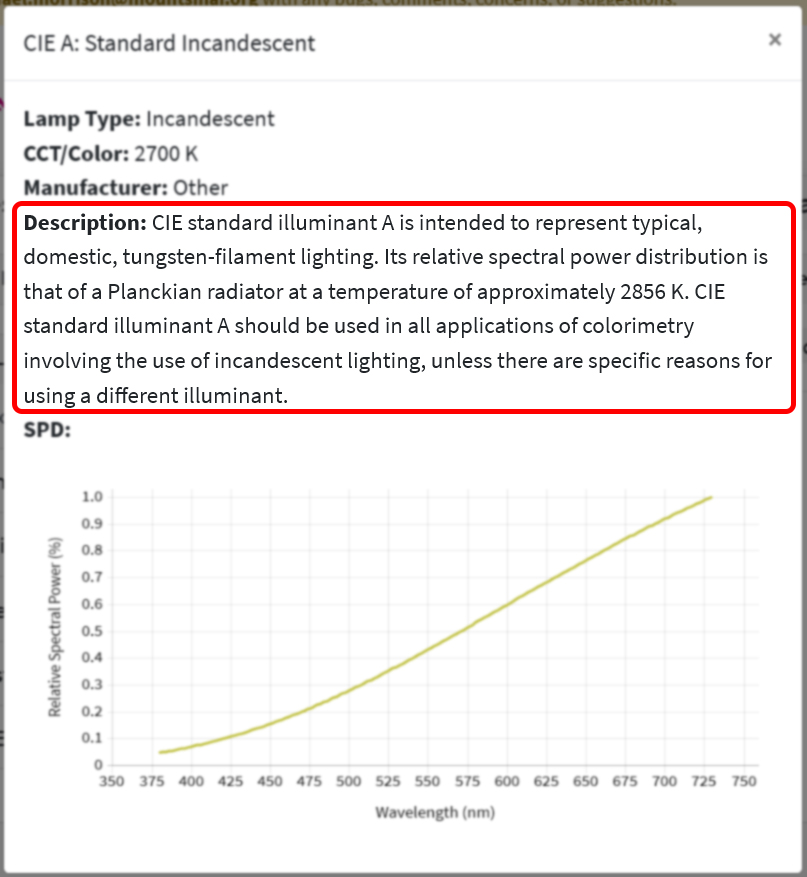 CIE A: Standard Incandescent ×
Lamp Type: Incandescent
CCT/Color: 2700 K
Manufacturer: Other
Description: CIE standard illuminant A is intended to represent typical,
domestic, tungsten-filament lighting. Its relative spectral power distribution is
that of a Planckian radiator at a temperature of approximately 2856 K. CIE
standard illuminant A should be used in all applications of colorimetry
involving the use of incandescent lighting, unless there are specific reasons for
using a different illuminant.
SPD:
1.0
0.9
0.8
0.7
0.6
0.5
0.4
0.3
0.2
0.1
0
Relative Spectral Power (%)
350 375 400 425 450 475 500 525 550 575 600 625 650 675 700 725 750
Wavelength (nm)